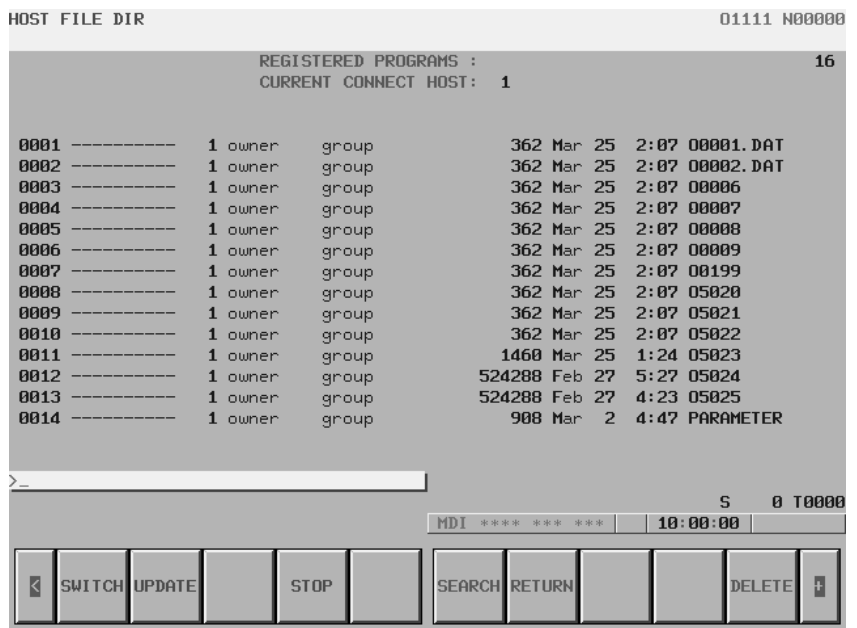 HOST FILE DIR O1111 N00000
REGISTERED PROGRAMS : 16
CURRENT CONNECT HOST: 1
0001 ---------- 1 owner group 362 Mar 25 2:07 O0001.DAT
0002 ---------- 1 owner group 362 Mar 25 2:07 O0002.DAT
0003 ---------- 1 owner group 362 Mar 25 2:07 O0006
0004 ---------- 1 owner group 362 Mar 25 2:07 O0007
0005 ---------- 1 owner group 362 Mar 25 2:07 O0008
0006 ---------- 1 owner group 362 Mar 25 2:07 O0009
0007 ---------- 1 owner group 362 Mar 25 2:07 O0199
0008 ---------- 1 owner group 362 Mar 25 2:07 O5020
0009 ---------- 1 owner group 362 Mar 25 2:07 O5021
0010 ---------- 1 owner group 362 Mar 25 2:07 O5022
0011 ---------- 1 owner group 1460 Mar 25 1:24 O5023
0012 ---------- 1 owner group 524288 Feb 27 5:27 O5024
0013 ---------- 1 owner group 524288 Feb 27 4:23 O5025
0014 ---------- 1 owner group 908 Mar 2 4:47 PARAMETER
>_
S 0 T0000
MDI **** *** *** 10:00:00
< SWITCH UPDATE STOP SEARCH RETURN DELETE +